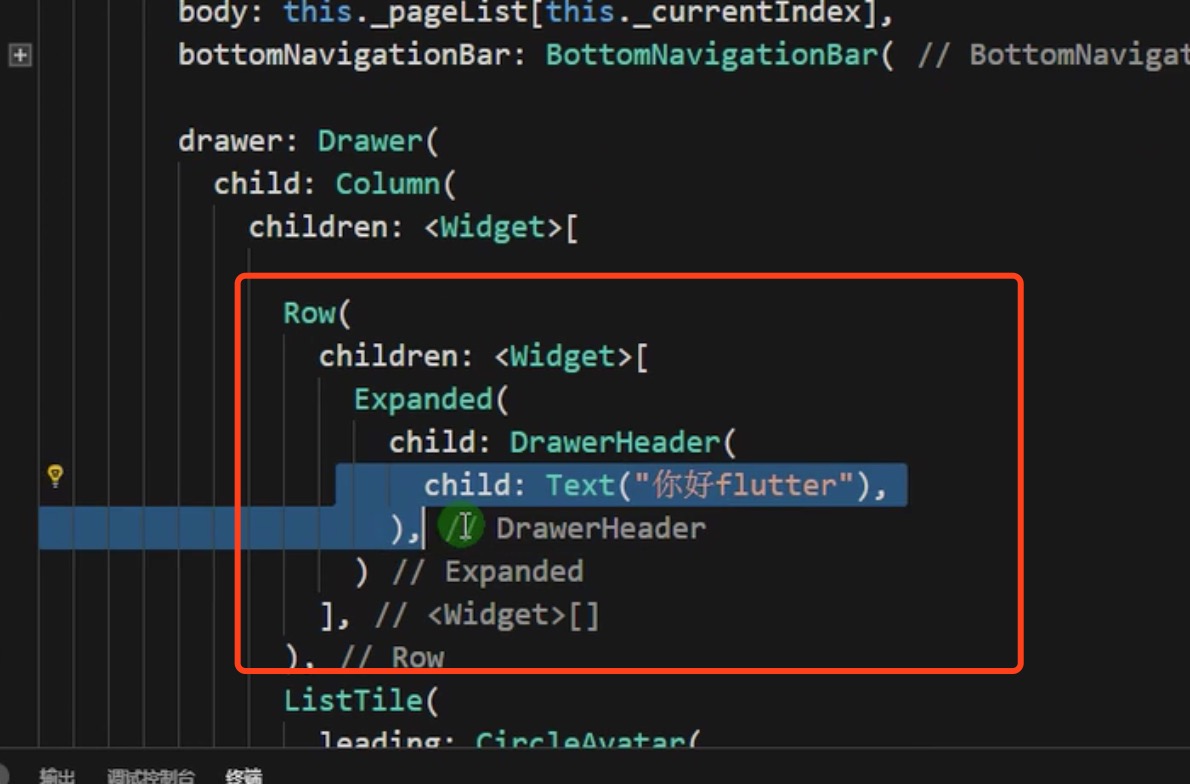 body: this._pageList[this._currentIndex],
bottomNavigationBar: BottomNavigationBar( // BottomNavigat
drawer: Drawer(
child: Column(
children: <Widget>[
Row(
children: <Widget>[
Expanded(
child: DrawerHeader(
child: Text("你好flutter"),
), // DrawerHeader
) // Expanded
], // <Widget>[]
), // Row
ListTile(
leading: CircleAvatar(
输出 调试控制台 终端